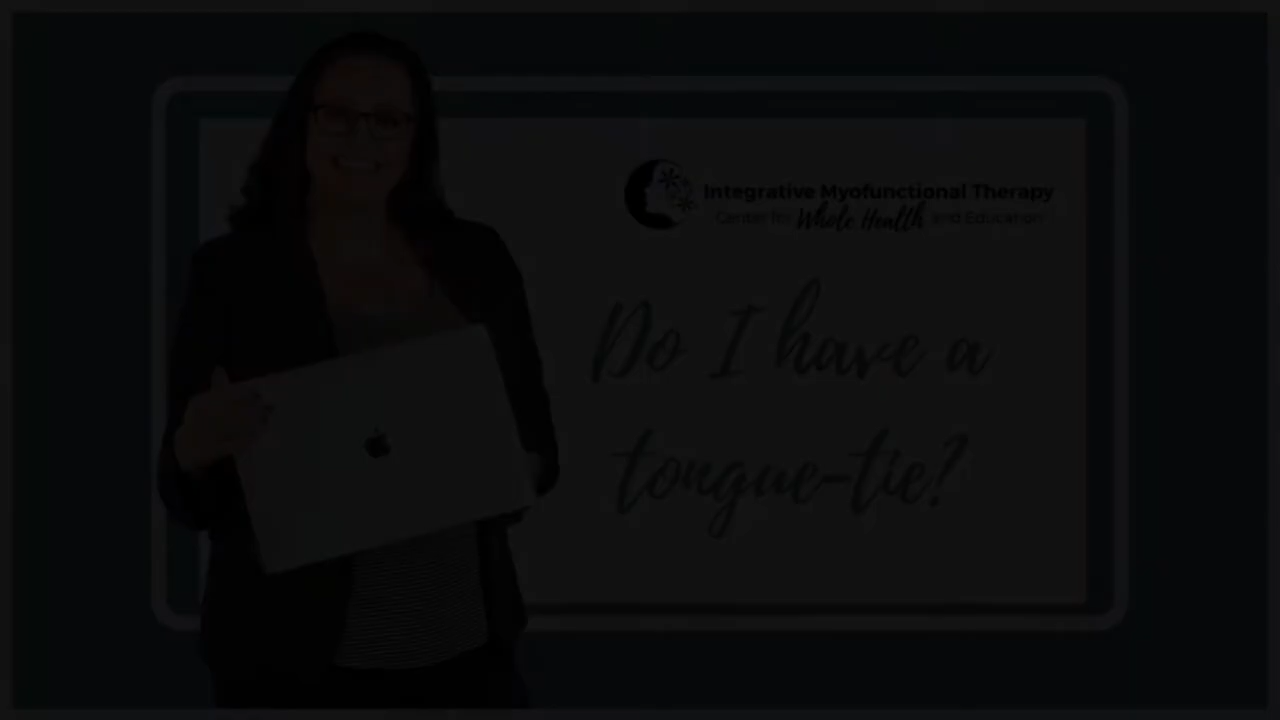 Integrative Myofunctional Therapy
Center for Whole Health and Education
Do I have a
tongue-tie?